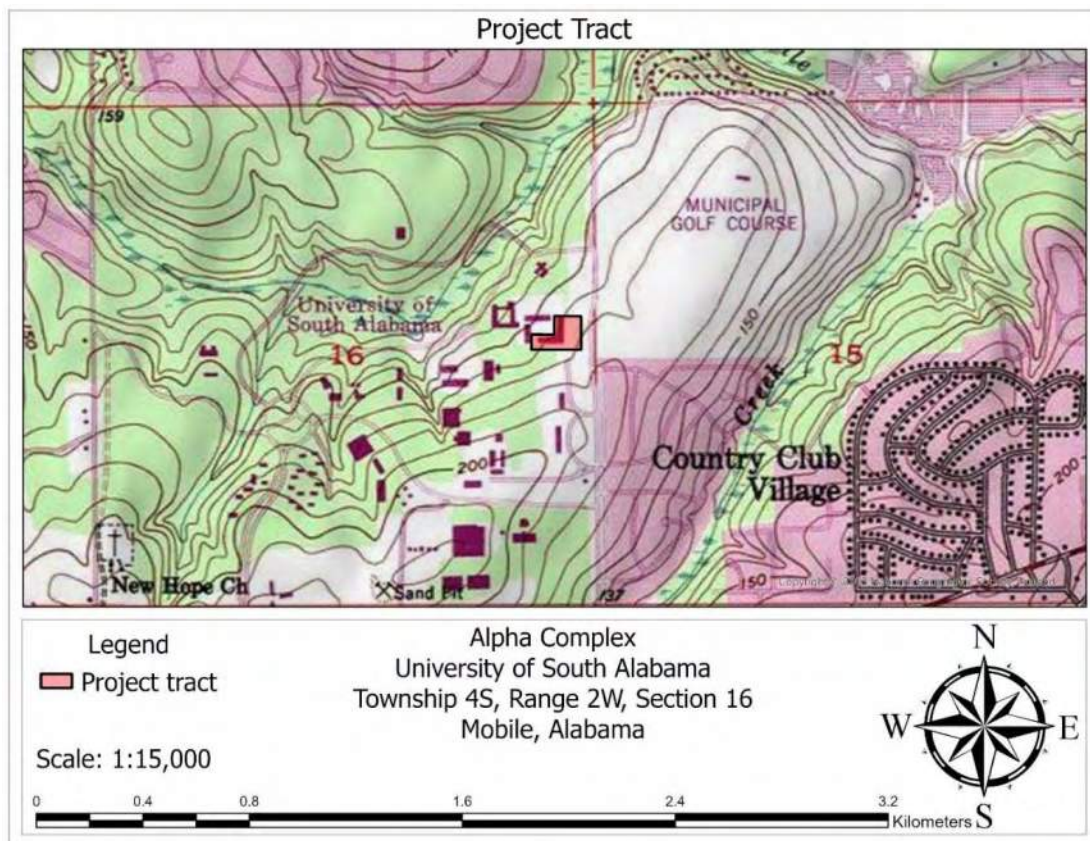 Project Tract
159
MUNICIPAL
GOLF COURSE
University of
South Alabama
16
150
15
Creek
Country Club
Village
200
200
150
New Hope Ch
Sand Pit
137
Legend
Project tract
Scale: 1:15,000
Alpha Complex
University of South Alabama
Township 4S, Range 2W, Section 16
Mobile, Alabama
N
W E
S
0 0.4 0.8 1.6 2.4 3.2
Kilometers